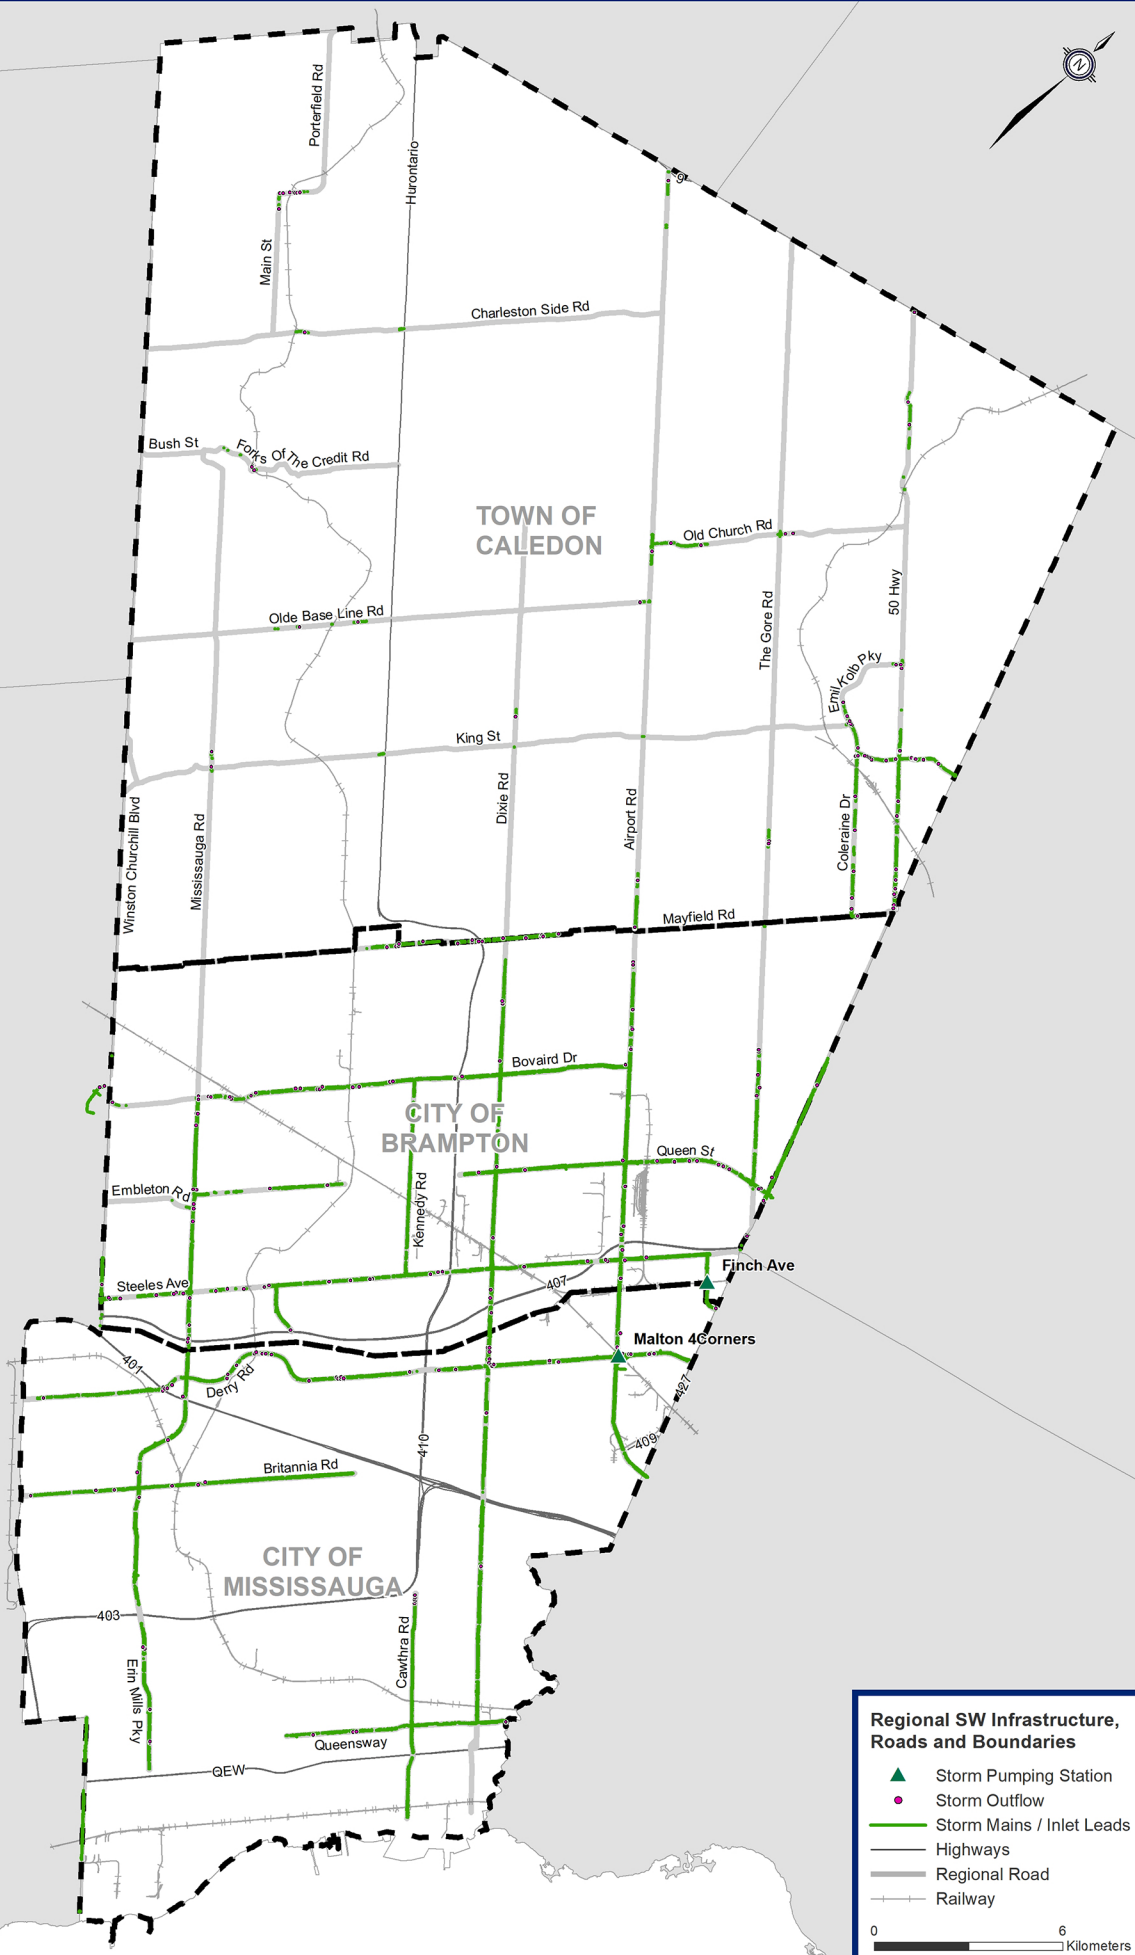 N
Porterfield Rd
Hurontario
9
Main St
Charleston Side Rd
Bush St
Forks Of The Credit Rd
TOWN OF
CALEDON
Old Church Rd
50 Hwy
The Gore Rd
Olde Base Line Rd
Emil Kolb Pky
King St
Winston Churchill Blvd
Mississauga Rd
Dixie Rd
Airport Rd
Coleraine Dr
Mayfield Rd
Bovaird Dr
CITY OF
BRAMPTON
Queen St
Embleton Rd
Kennedy Rd
Finch Ave
Steeles Ave
407
Malton 4Corners
401
Derry Rd
427
410
409
Britannia Rd
CITY OF
MISSISSAUGA
403
Cawthra Rd
Erin Mills Pky
Queensway
QEW
Regional SW Infrastructure,
Roads and Boundaries
Storm Pumping Station
Storm Outflow
Storm Mains / Inlet Leads
Highways
Regional Road
Railway
0 6
Kilometers